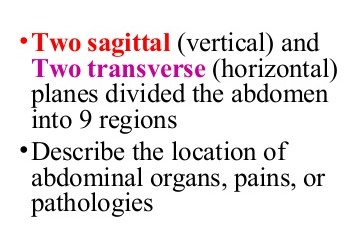 •Two sagittal (vertical) and
Two transverse (horizontal)
planes divided the abdomen
into 9 regions
•Describe the location of
abdominal organs, pains, or
pathologies